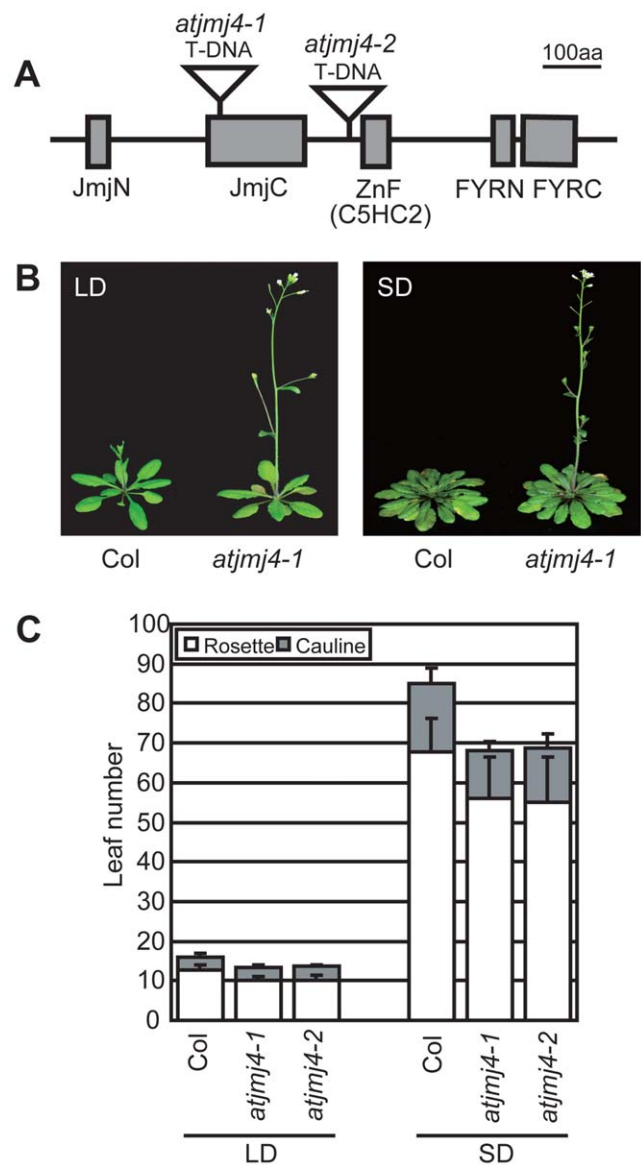 A
atjmj4-1
T-DNA
atjmj4-2
T-DNA
100aa
JmjN
JmjC
ZnF
(C5HC2)
FYRN
FYRC
B
LD
SD
Col
atjmj4-1
Col
atjmj4-1
C
Rosette
Cauline
Leaf number
100
90
80
70
60
50
40
30
20
10
0
Col
atjmj4-1
atjmj4-2
Col
atjmj4-1
atjmj4-2
LD
SD